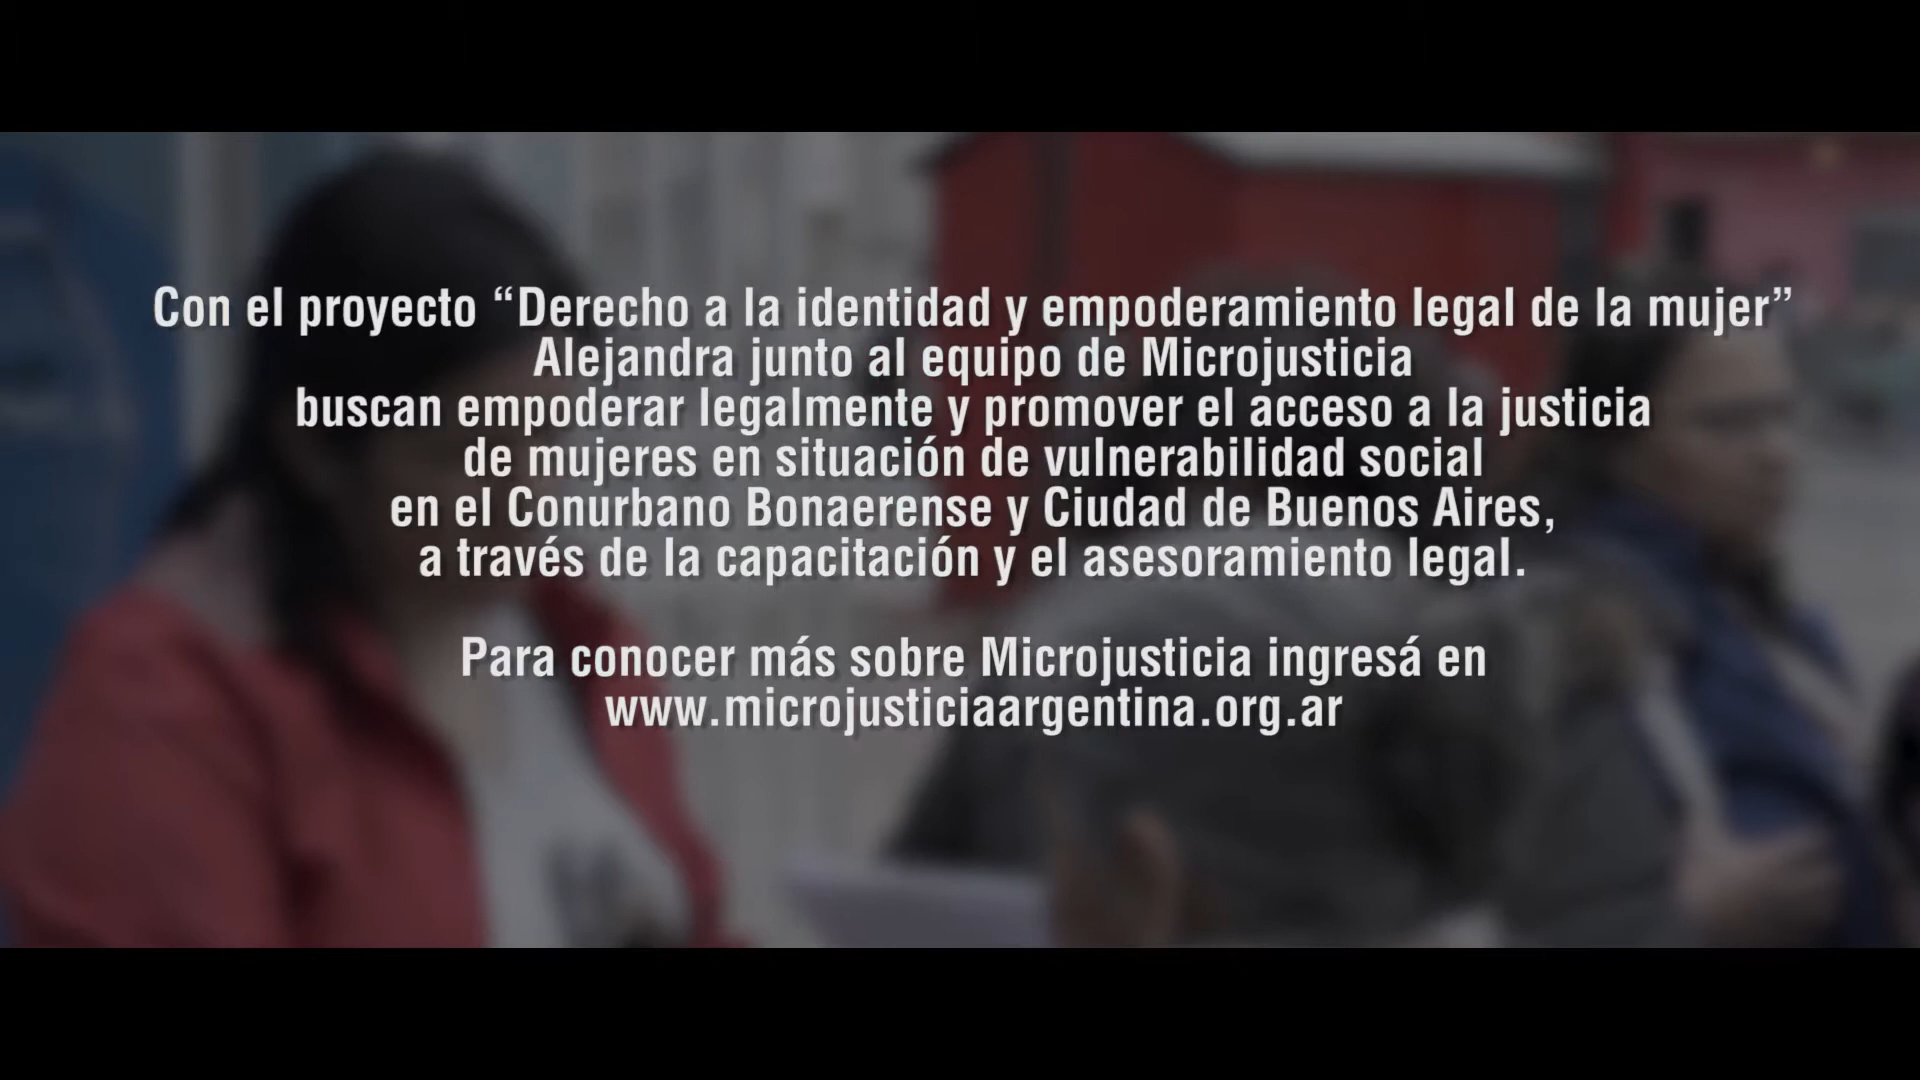 Con el proyecto “Derecho a la identidad y empoderamiento legal de la mujer”
Alejandra junto al equipo de Microjusticia
buscan empoderar legalmente y promover el acceso a la justicia
de mujeres en situación de vulnerabilidad social
en el Conurbano Bonaerense y Ciudad de Buenos Aires,
a través de la capacitación y el asesoramiento legal.
Para conocer más sobre Microjusticia ingresá en
www.microjusticiaargentina.org.ar